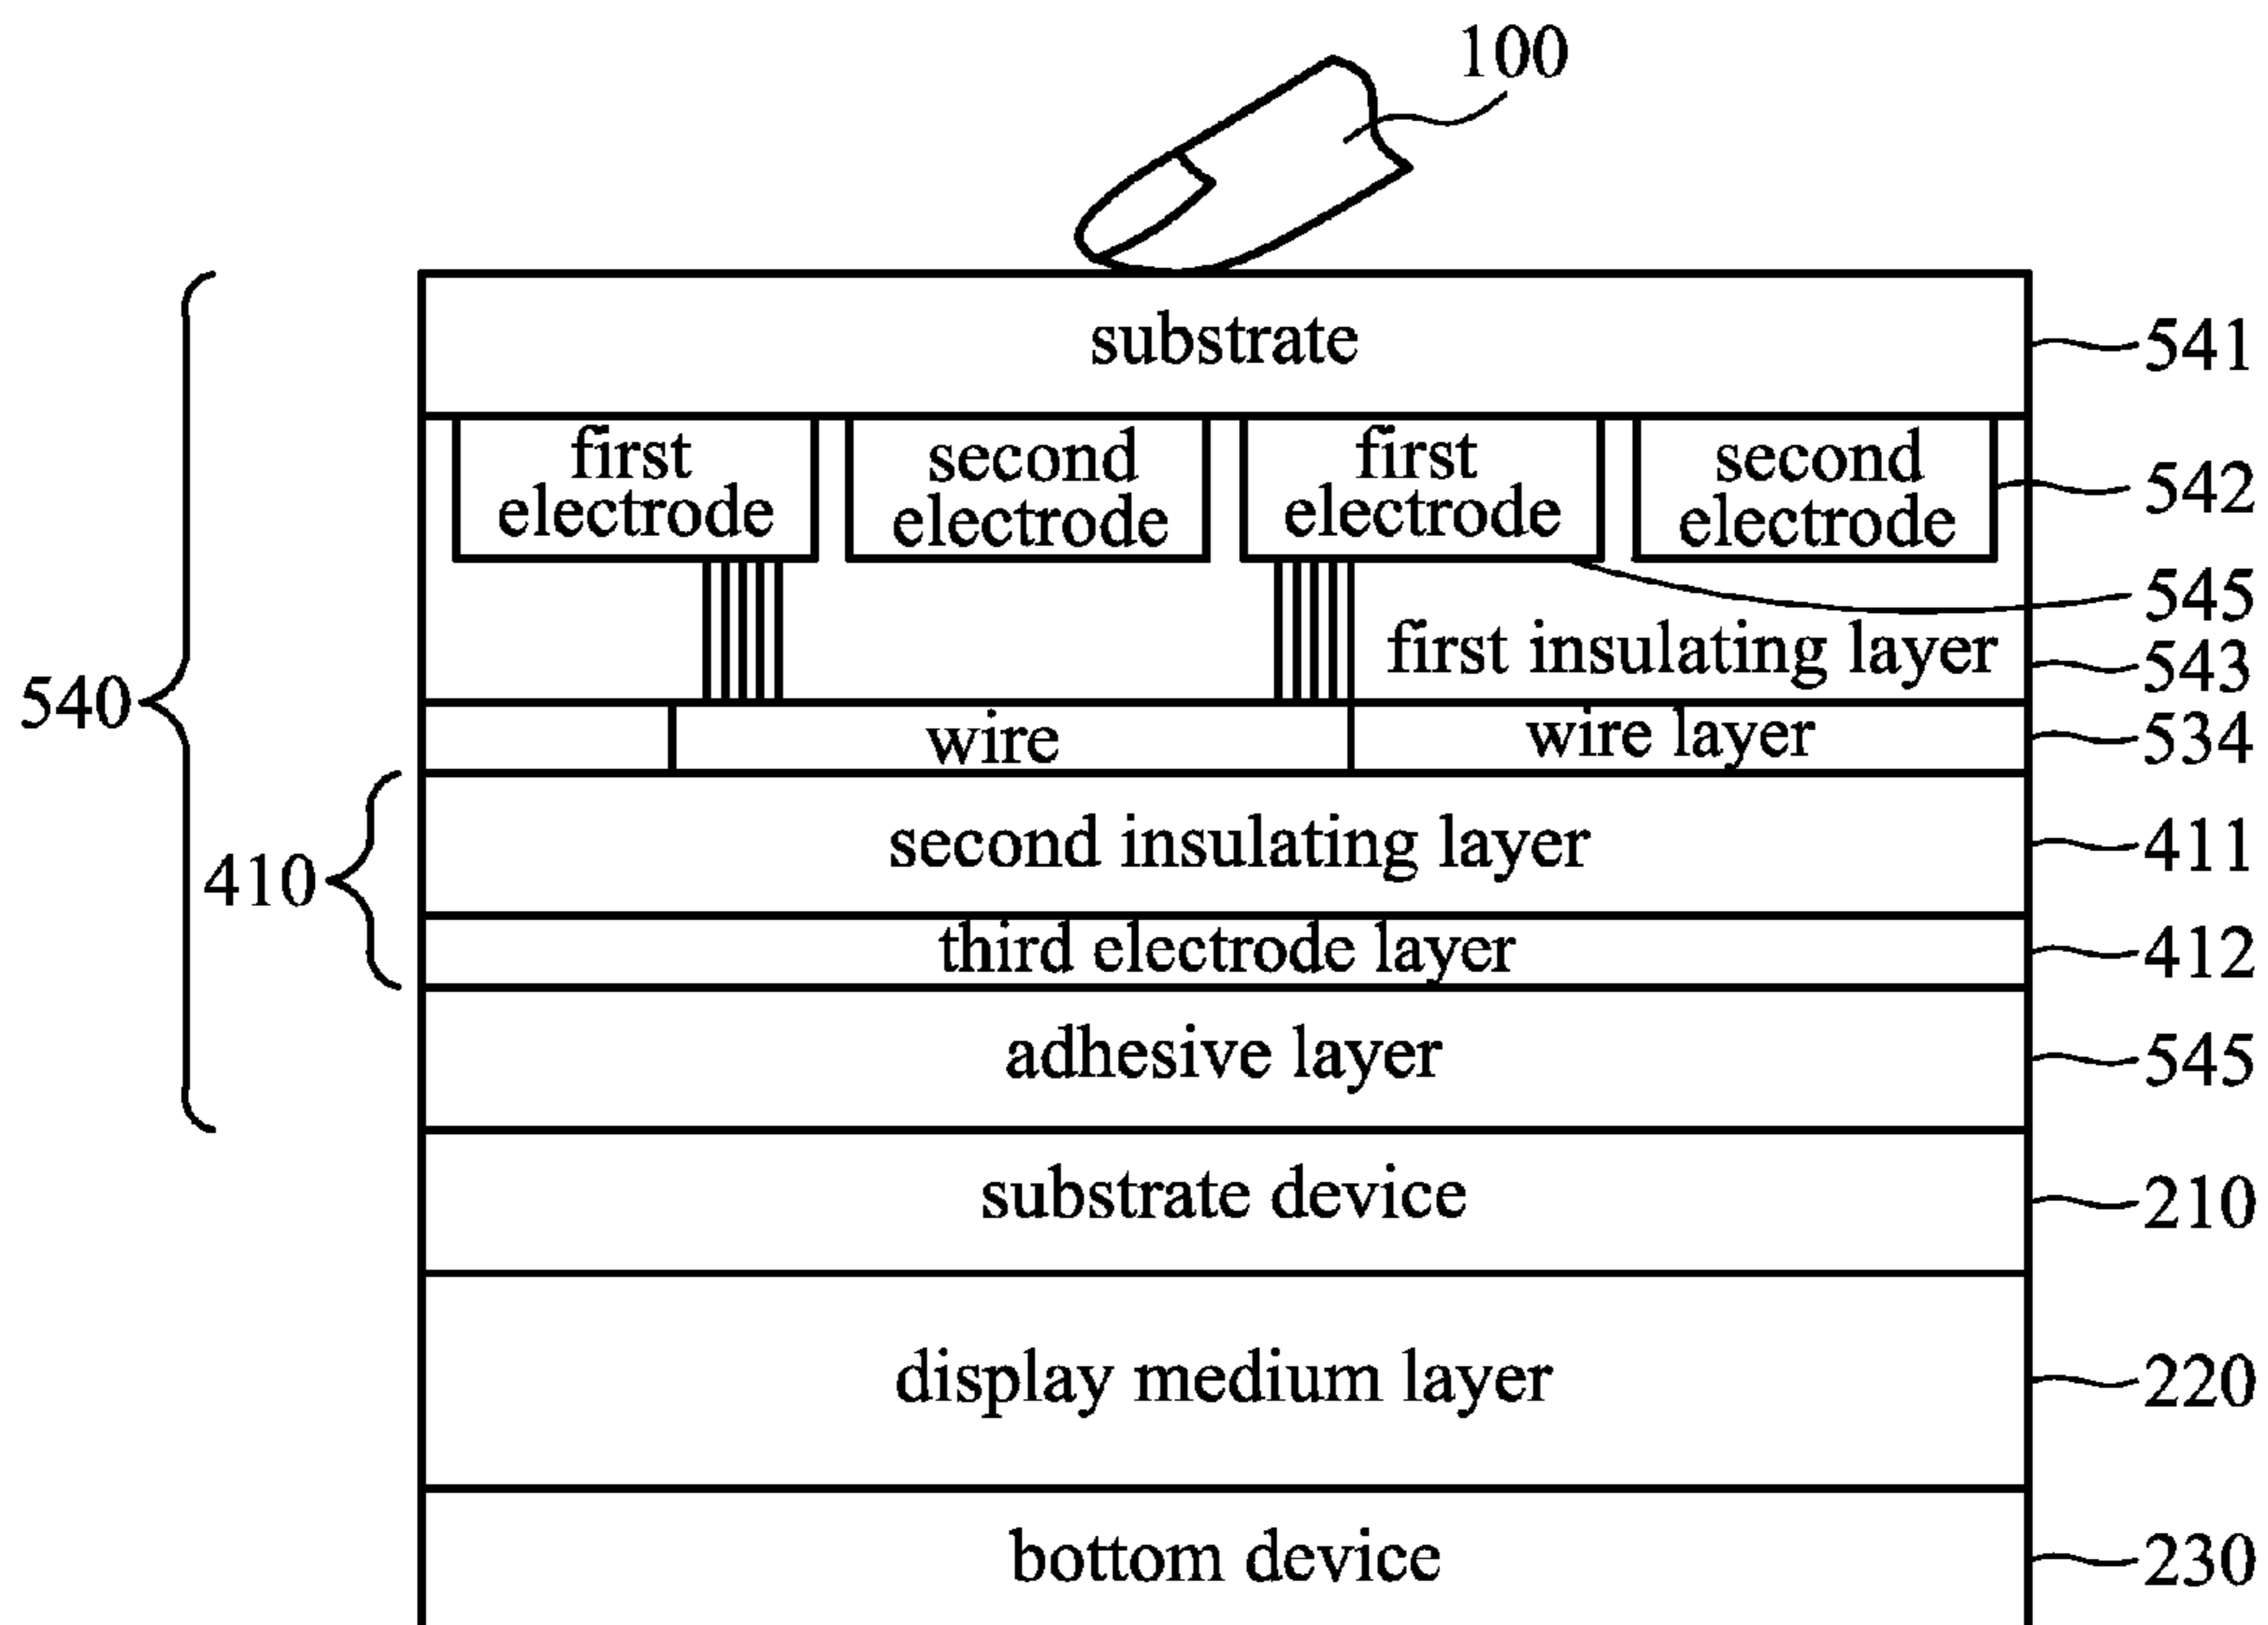 100
substrate
541
first
electrode
second
electrode
first
electrode
second
electrode
542
545
first insulating layer
543
540
wire
wire layer
534
second insulating layer
411
410
third electrode layer
412
adhesive layer
545
substrate device
210
display medium layer
220
bottom device
230